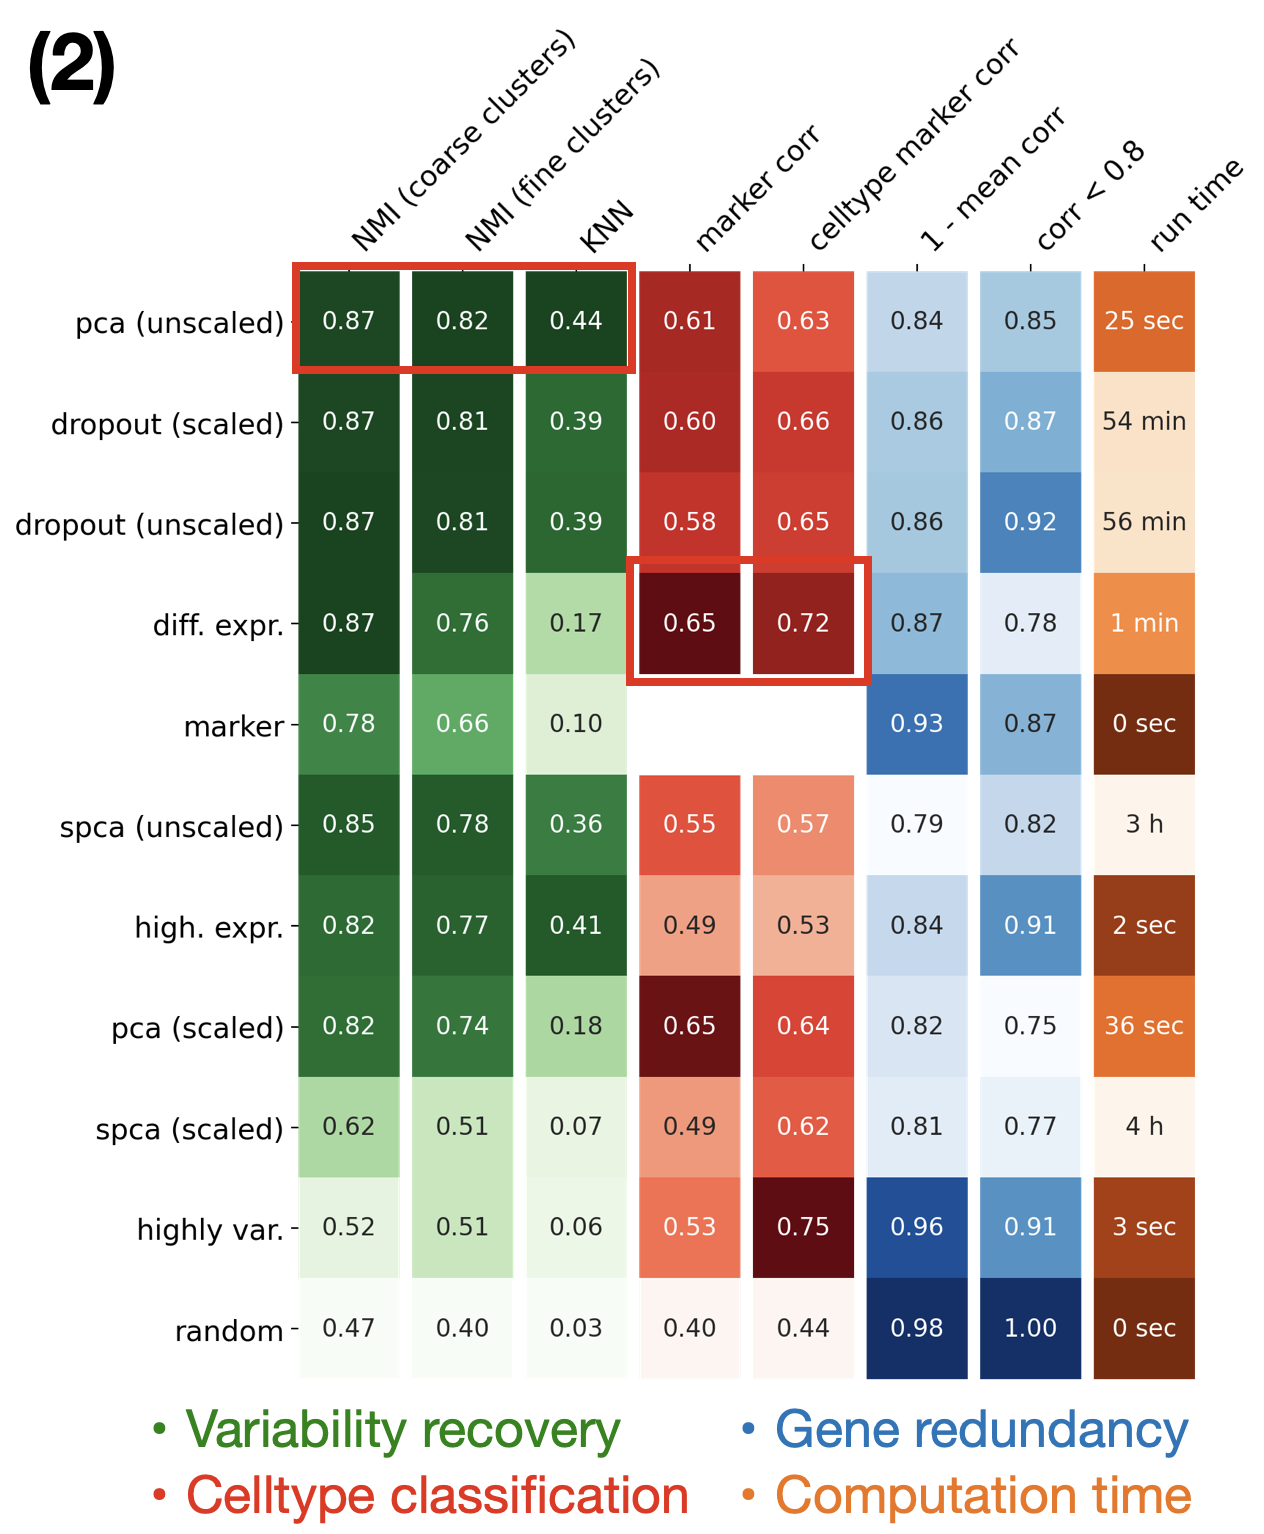 (2)
NMI (coarse clusters)
NMI (fine clusters)
KNN
marker corr
celltype marker corr
1 - mean corr
corr < 0.8
run time
pca (unscaled) 0.87 0.82 0.44 0.61 0.63 0.84 0.85 25 sec
dropout (scaled) 0.87 0.81 0.39 0.60 0.66 0.86 0.87 54 min
dropout (unscaled) 0.87 0.81 0.39 0.58 0.65 0.86 0.92 56 min
diff. expr. 0.87 0.76 0.17 0.65 0.72 0.87 0.78 1 min
marker 0.78 0.66 0.10 0.93 0.87 0 sec
spca (unscaled) 0.85 0.78 0.36 0.55 0.57 0.79 0.82 3 h
high. expr. 0.82 0.77 0.41 0.49 0.53 0.84 0.91 2 sec
pca (scaled) 0.82 0.74 0.18 0.65 0.64 0.82 0.75 36 sec
spca (scaled) 0.62 0.51 0.07 0.49 0.62 0.81 0.77 4 h
highly var. 0.52 0.51 0.06 0.53 0.75 0.96 0.91 3 sec
random 0.47 0.40 0.03 0.40 0.44 0.98 1.00 0 sec
• Variability recovery
• Celltype classification
• Gene redundancy
• Computation time